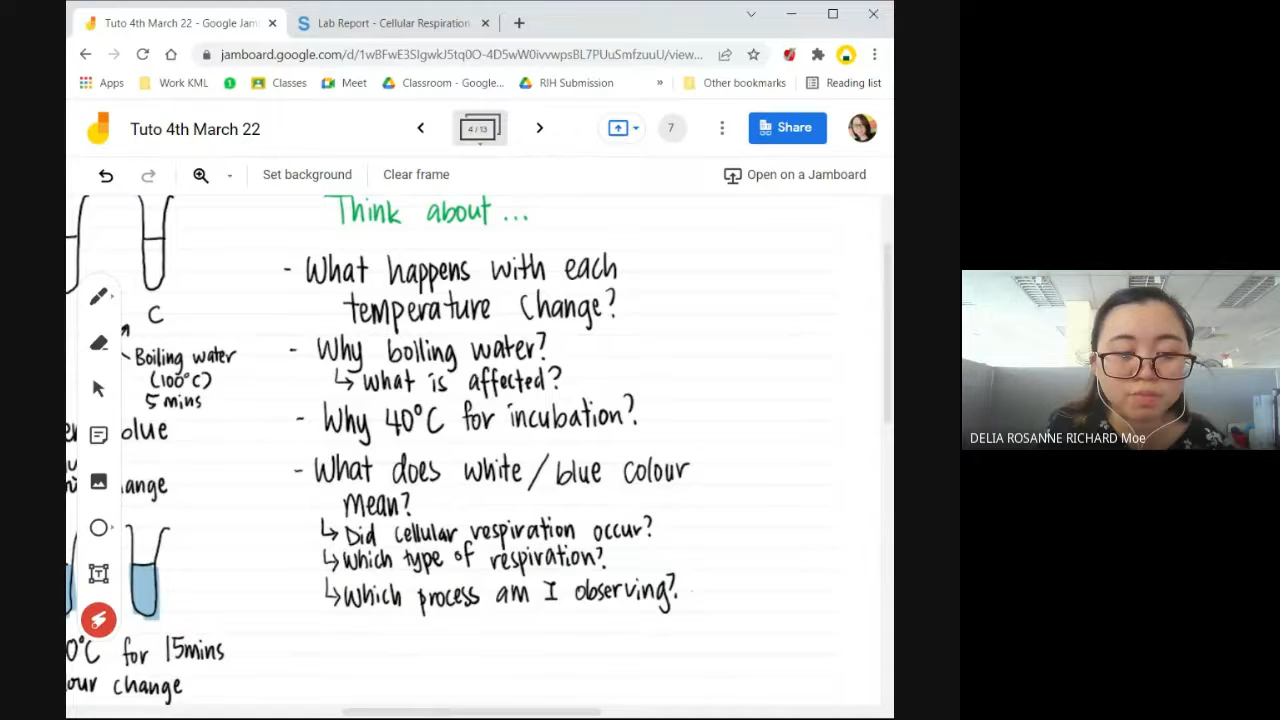 Tuto 4th March 22 - Google Jam
Lab Report - Cellular Respiration
jamboard.google.com/d/1w8FwE3SIgwkJ5tq0O-4D5wW0ivvwpsBL7PUuSmfzuuU/view...
Apps
Work KML
1
Classes
Meet
Classroom - Google...
RIH Submission
»
Other bookmarks
Reading list
Tuto 4th March 22
4 / 13
7
Share
Set background
Clear frame
Open on a Jamboard
Think about ...
- What happens with each
temperature change?
C
- Why boiling water?
Boiling water
(100°C)
5 mins
↳ What is affected?
- Why 40°C for incubation?
blue
- What does white / blue colour
mean?
ange
↳ Did cellular respiration occur?
↳ Which type of respiration?
↳ Which process am I observing?
0°C for 15mins
our change
DELIA ROSANNE RICHARD Moe